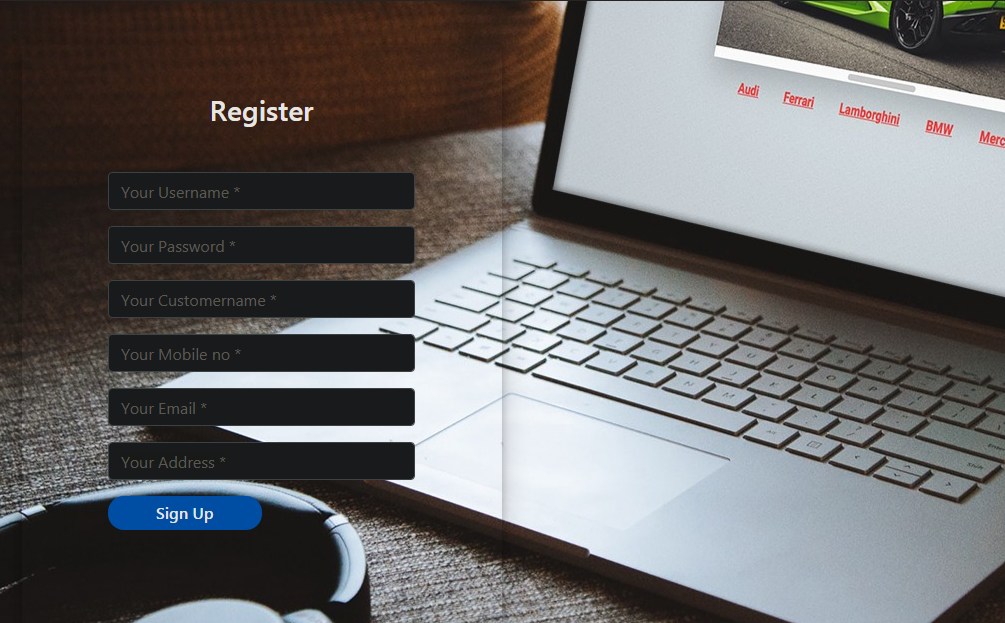 Register
Your Username *
Your Password *
Your Customername *
Your Mobile no *
Your Email *
Your Address *
Sign Up
Audi Ferrari Lamborghini BMW Merc